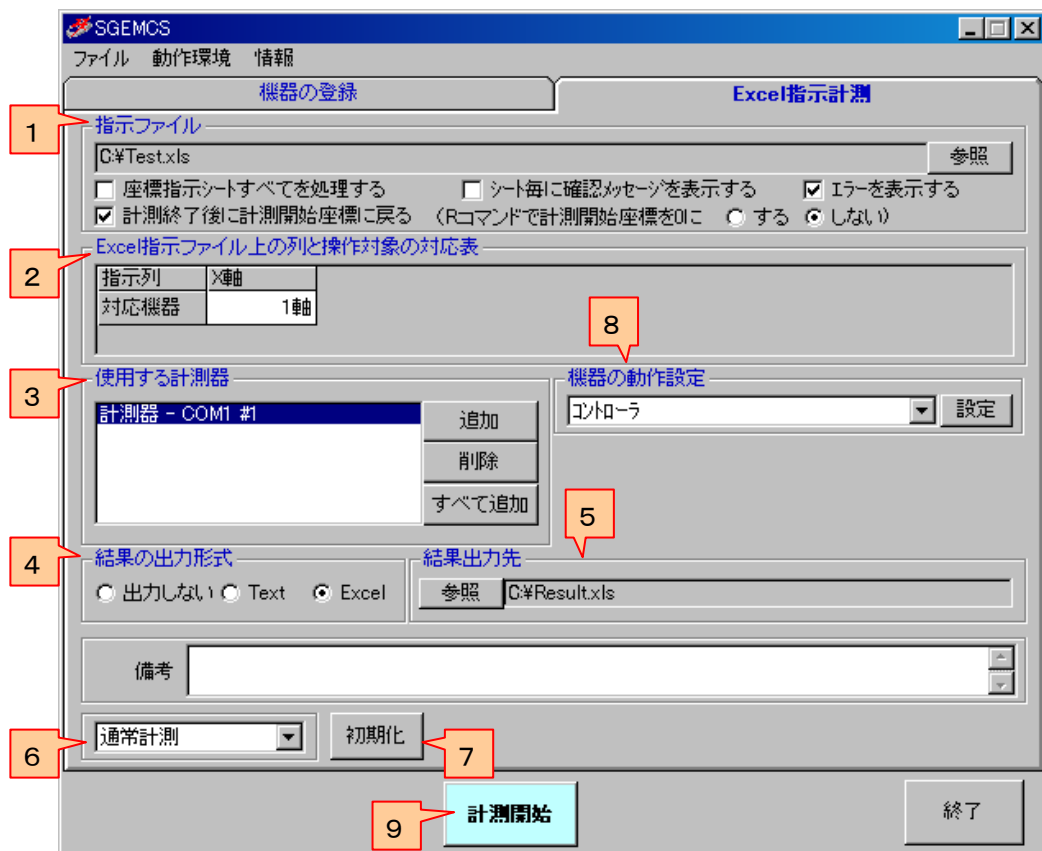 SGEMCS
ファイル 動作環境 情報
機器の登録 Excel指示計測
1 指示ファイル
C:¥Test.xls 参照
座標指示シートすべてを処理する シート毎に確認メッセージを表示する エラーを表示する
計測終了後に計測開始座標に戻る (Rコマンドで計測開始座標を0に する しない)
2 Excel指示ファイル上の列と操作対象の対応表
指示列 X軸
対応機器 1軸
8
3 使用する計測器 機器の動作設定
計測器 - COM1 #1 追加 コントローラ 設定
削除
すべて追加
5
4 結果の出力形式 結果出力先
出力しない Text Excel 参照 C:¥Result.xls
備考
6 通常計測 初期化 7
9 計測開始 終了